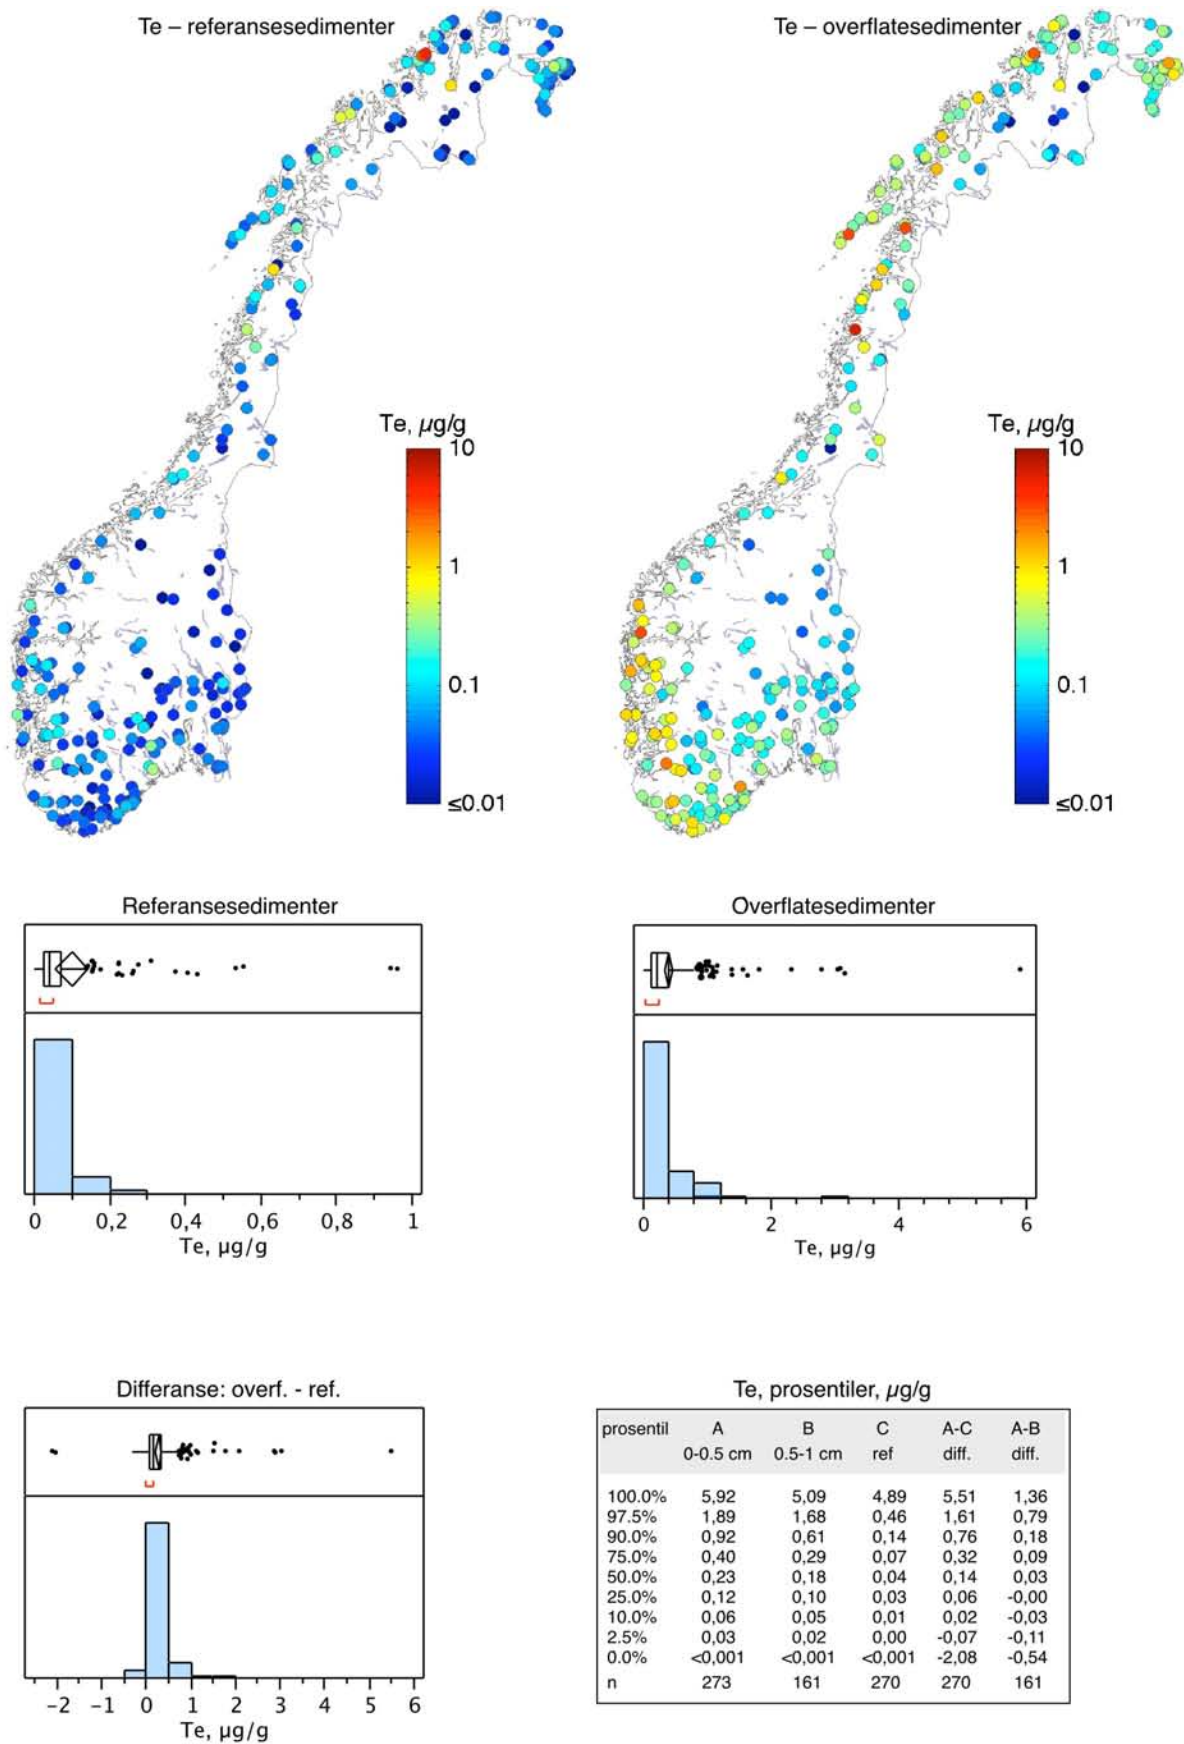 Te – referansesedimenter
Te – overflatesedimenter
Te, µg/g
10
1
0.1
≤0.01
Te, µg/g
10
1
0.1
≤0.01
Referansesedimenter
0 0,2 0,4 0,6 0,8 1
Te, µg/g
Overflatesedimenter
0 2 4 6
Te, µg/g
Differanse: overf. - ref.
−2 −1 0 1 2 3 4 5 6
Te, µg/g
Te, prosentiler, µg/g
prosentil A B C A-C A-B
0-0.5 cm 0.5-1 cm ref diff. diff.
100.0% 5,92 5,09 4,89 5,51 1,36
97.5% 1,89 1,68 0,46 1,61 0,79
90.0% 0,92 0,61 0,14 0,76 0,18
75.0% 0,40 0,29 0,07 0,32 0,09
50.0% 0,23 0,18 0,04 0,14 0,03
25.0% 0,12 0,10 0,03 0,06 -0,00
10.0% 0,06 0,05 0,01 0,02 -0,03
2.5% 0,03 0,02 0,00 -0,07 -0,11
0.0% <0,001 <0,001 <0,001 -2,08 -0,54
n 273 161 270 270 161